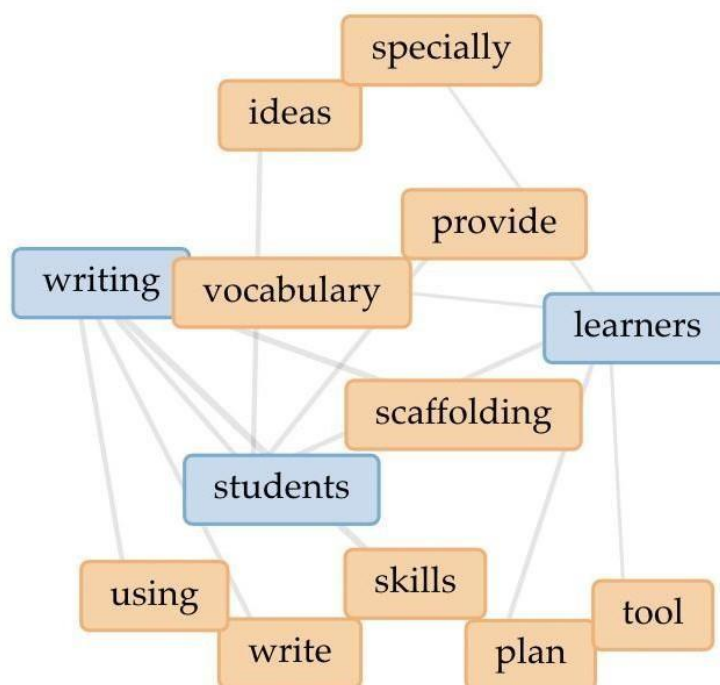 specially
ideas
provide
writing
vocabulary
learners
scaffolding
students
skills
using
tool
write
plan